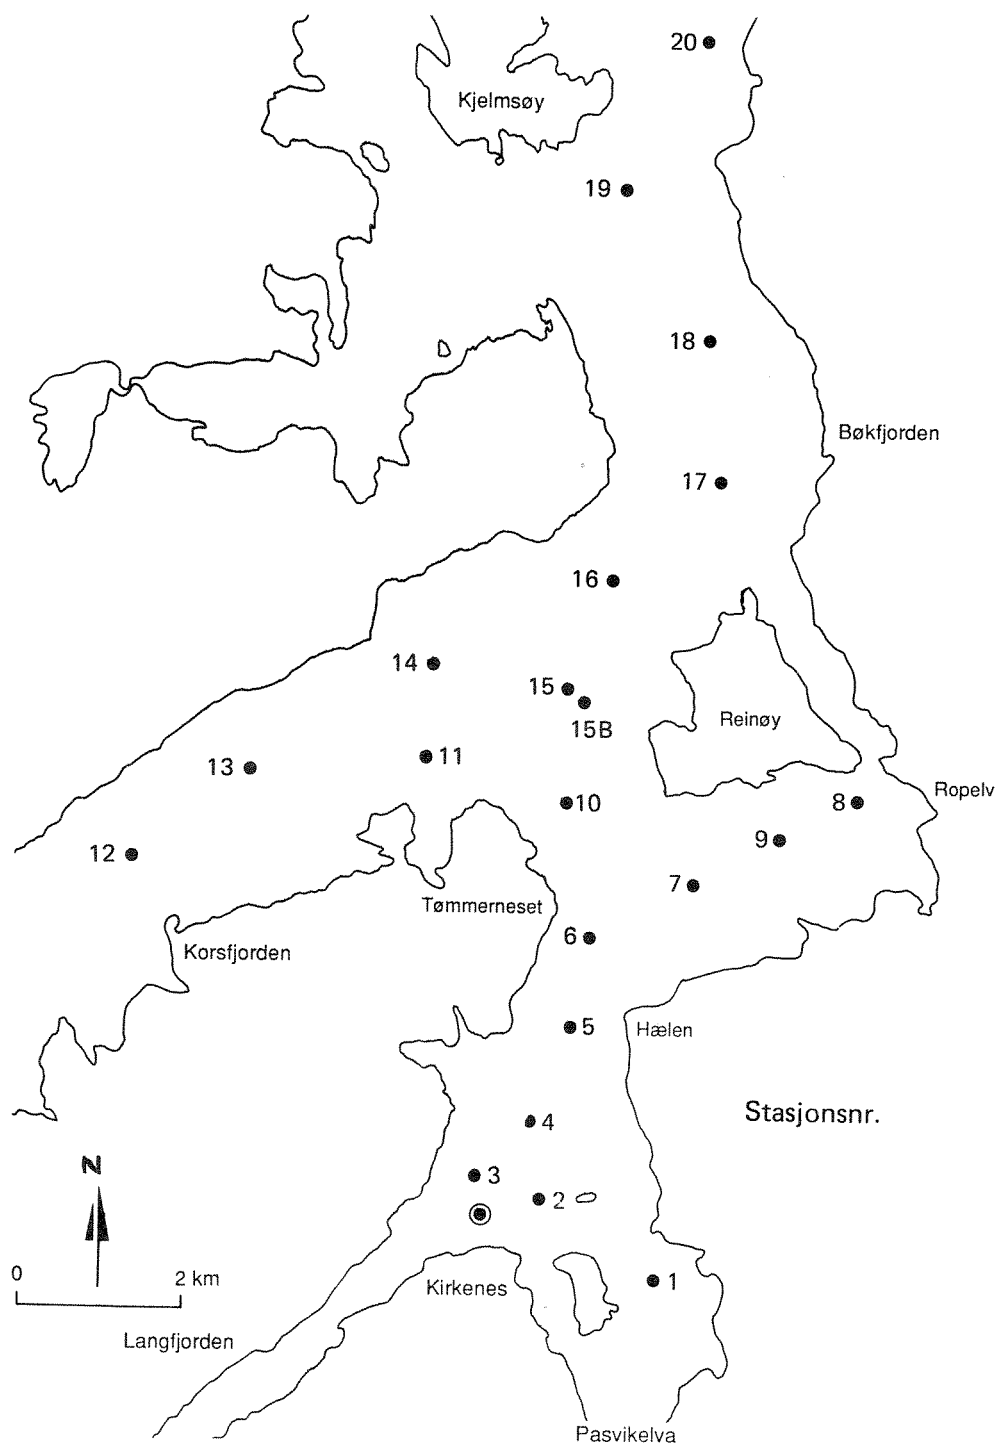 20
Kjelmsøy
19
18
Bøkfjorden
17
16
14
15
15B
Reinøy
11
13
Ropelv
10
8
9
12
7
Tømmerneset
6
Korsfjorden
5
Hælen
Stasjonsnr.
4
N
3
2
0
2 km
Kirkenes
1
Langfjorden
Pasvikelva